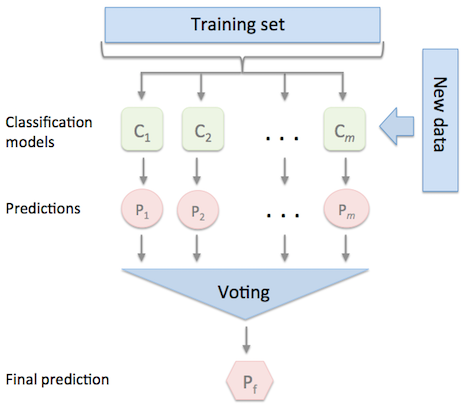 Training set
New data
Classification
models
C1 C2 . . . Cm
Predictions
P1 P2 . . . Pm
Voting
Final prediction
Pf